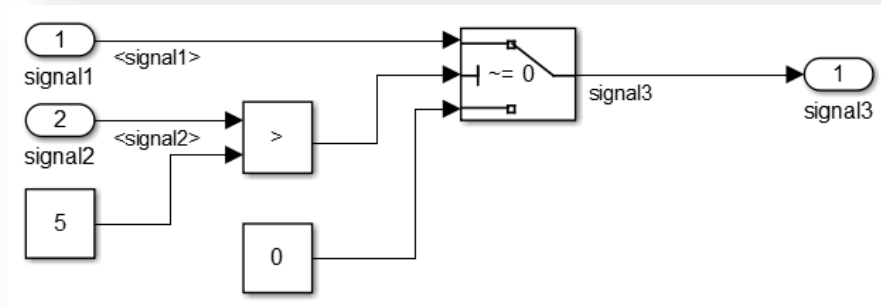 1
signal1
<signal1>
2
signal2
<signal2>
5
>
0
~= 0
signal3
1
signal3